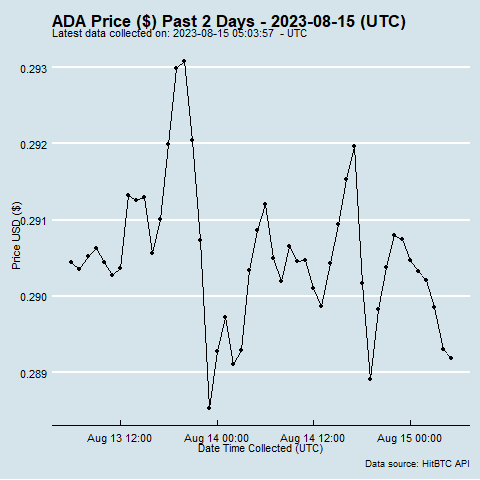 ADA Price ($) Past 2 Days - 2023-08-15 (UTC)
Latest data collected on: 2023-08-15 05:03:57  - UTC
0.293
0.292
0.291
0.290
0.289
Price USD ($)
Aug 13 12:00 Aug 14 00:00 Aug 14 12:00 Aug 15 00:00
Date Time Collected (UTC)
Data source: HitBTC API